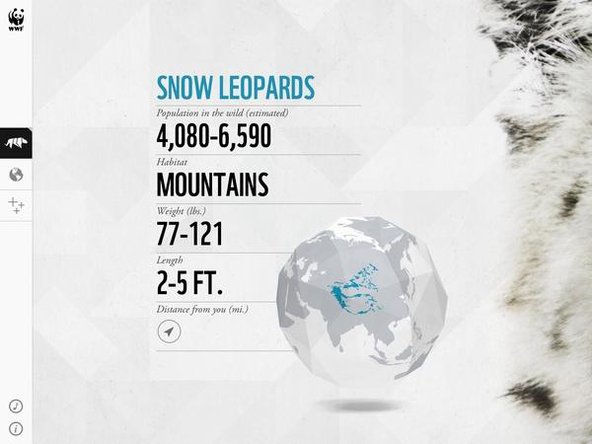 WWF
SNOW LEOPARDS
Population in the wild (estimated)
4,080-6,590
Habitat
MOUNTAINS
Weight (lbs.)
77-121
Length
2-5 FT.
Distance from you (mi.)